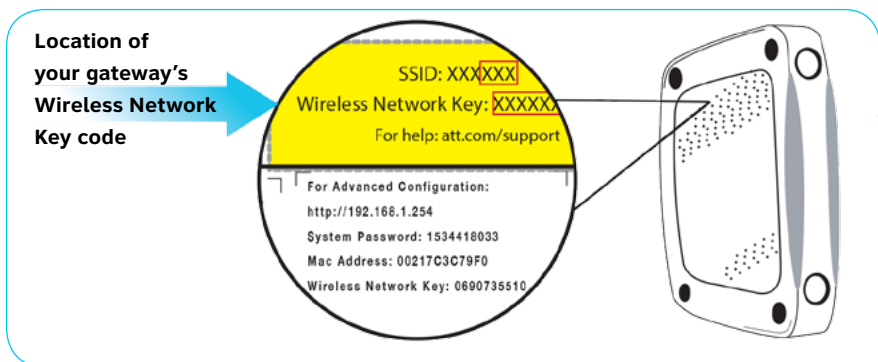 Location of
your gateway's
Wireless Network
Key code
SSID: XXXXXX
Wireless Network Key: XXXXXX
For help: att.com/support
For Advanced Configuration:
http://192.168.1.254
System Password: 1534418033
Mac Address: 00217C3C79F0
Wireless Network Key: 0690735510